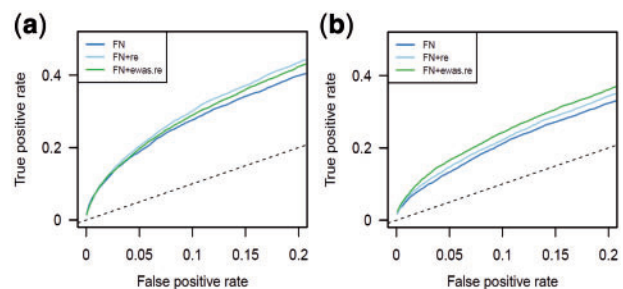 (a)
FN
FN+re
FN+ewas.re
True positive rate
0.4
0.2
0
0
0.05
0.1
0.15
0.2
False positive rate
(b)
FN
FN+re
FN+ewas.re
True positive rate
0.4
0.2
0
0
0.05
0.1
0.15
0.2
False positive rate